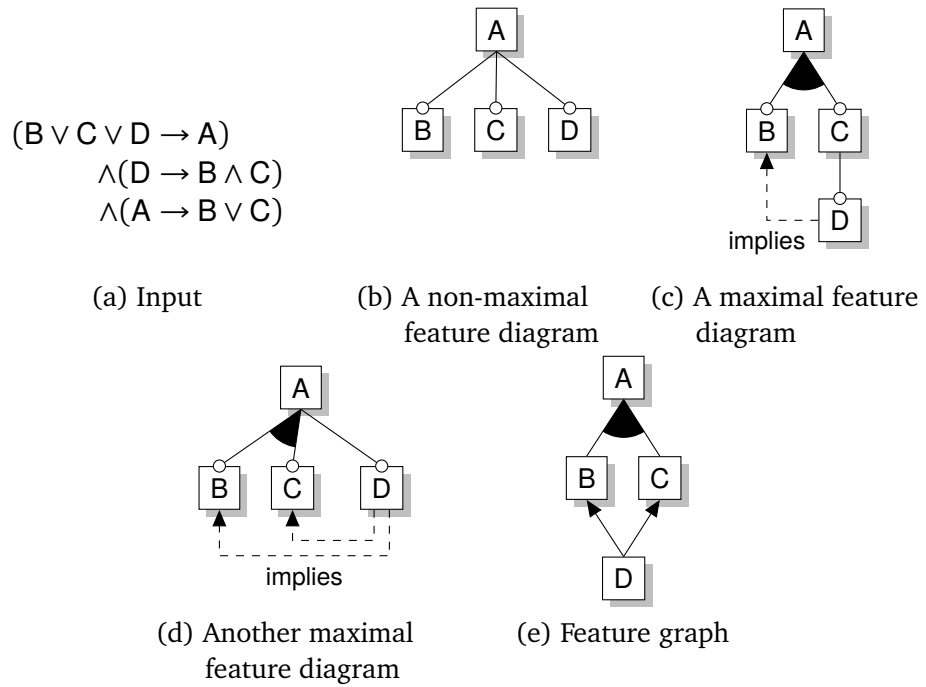 (B ∨ C ∨ D → A)
∧(D → B ∧ C)
∧(A → B ∨ C)
(a) Input
A
B
C
D
(b) A non-maximal
feature diagram
A
B
C
D
implies
(c) A maximal feature
diagram
A
B
C
D
implies
(d) Another maximal
feature diagram
A
B
C
D
(e) Feature graph